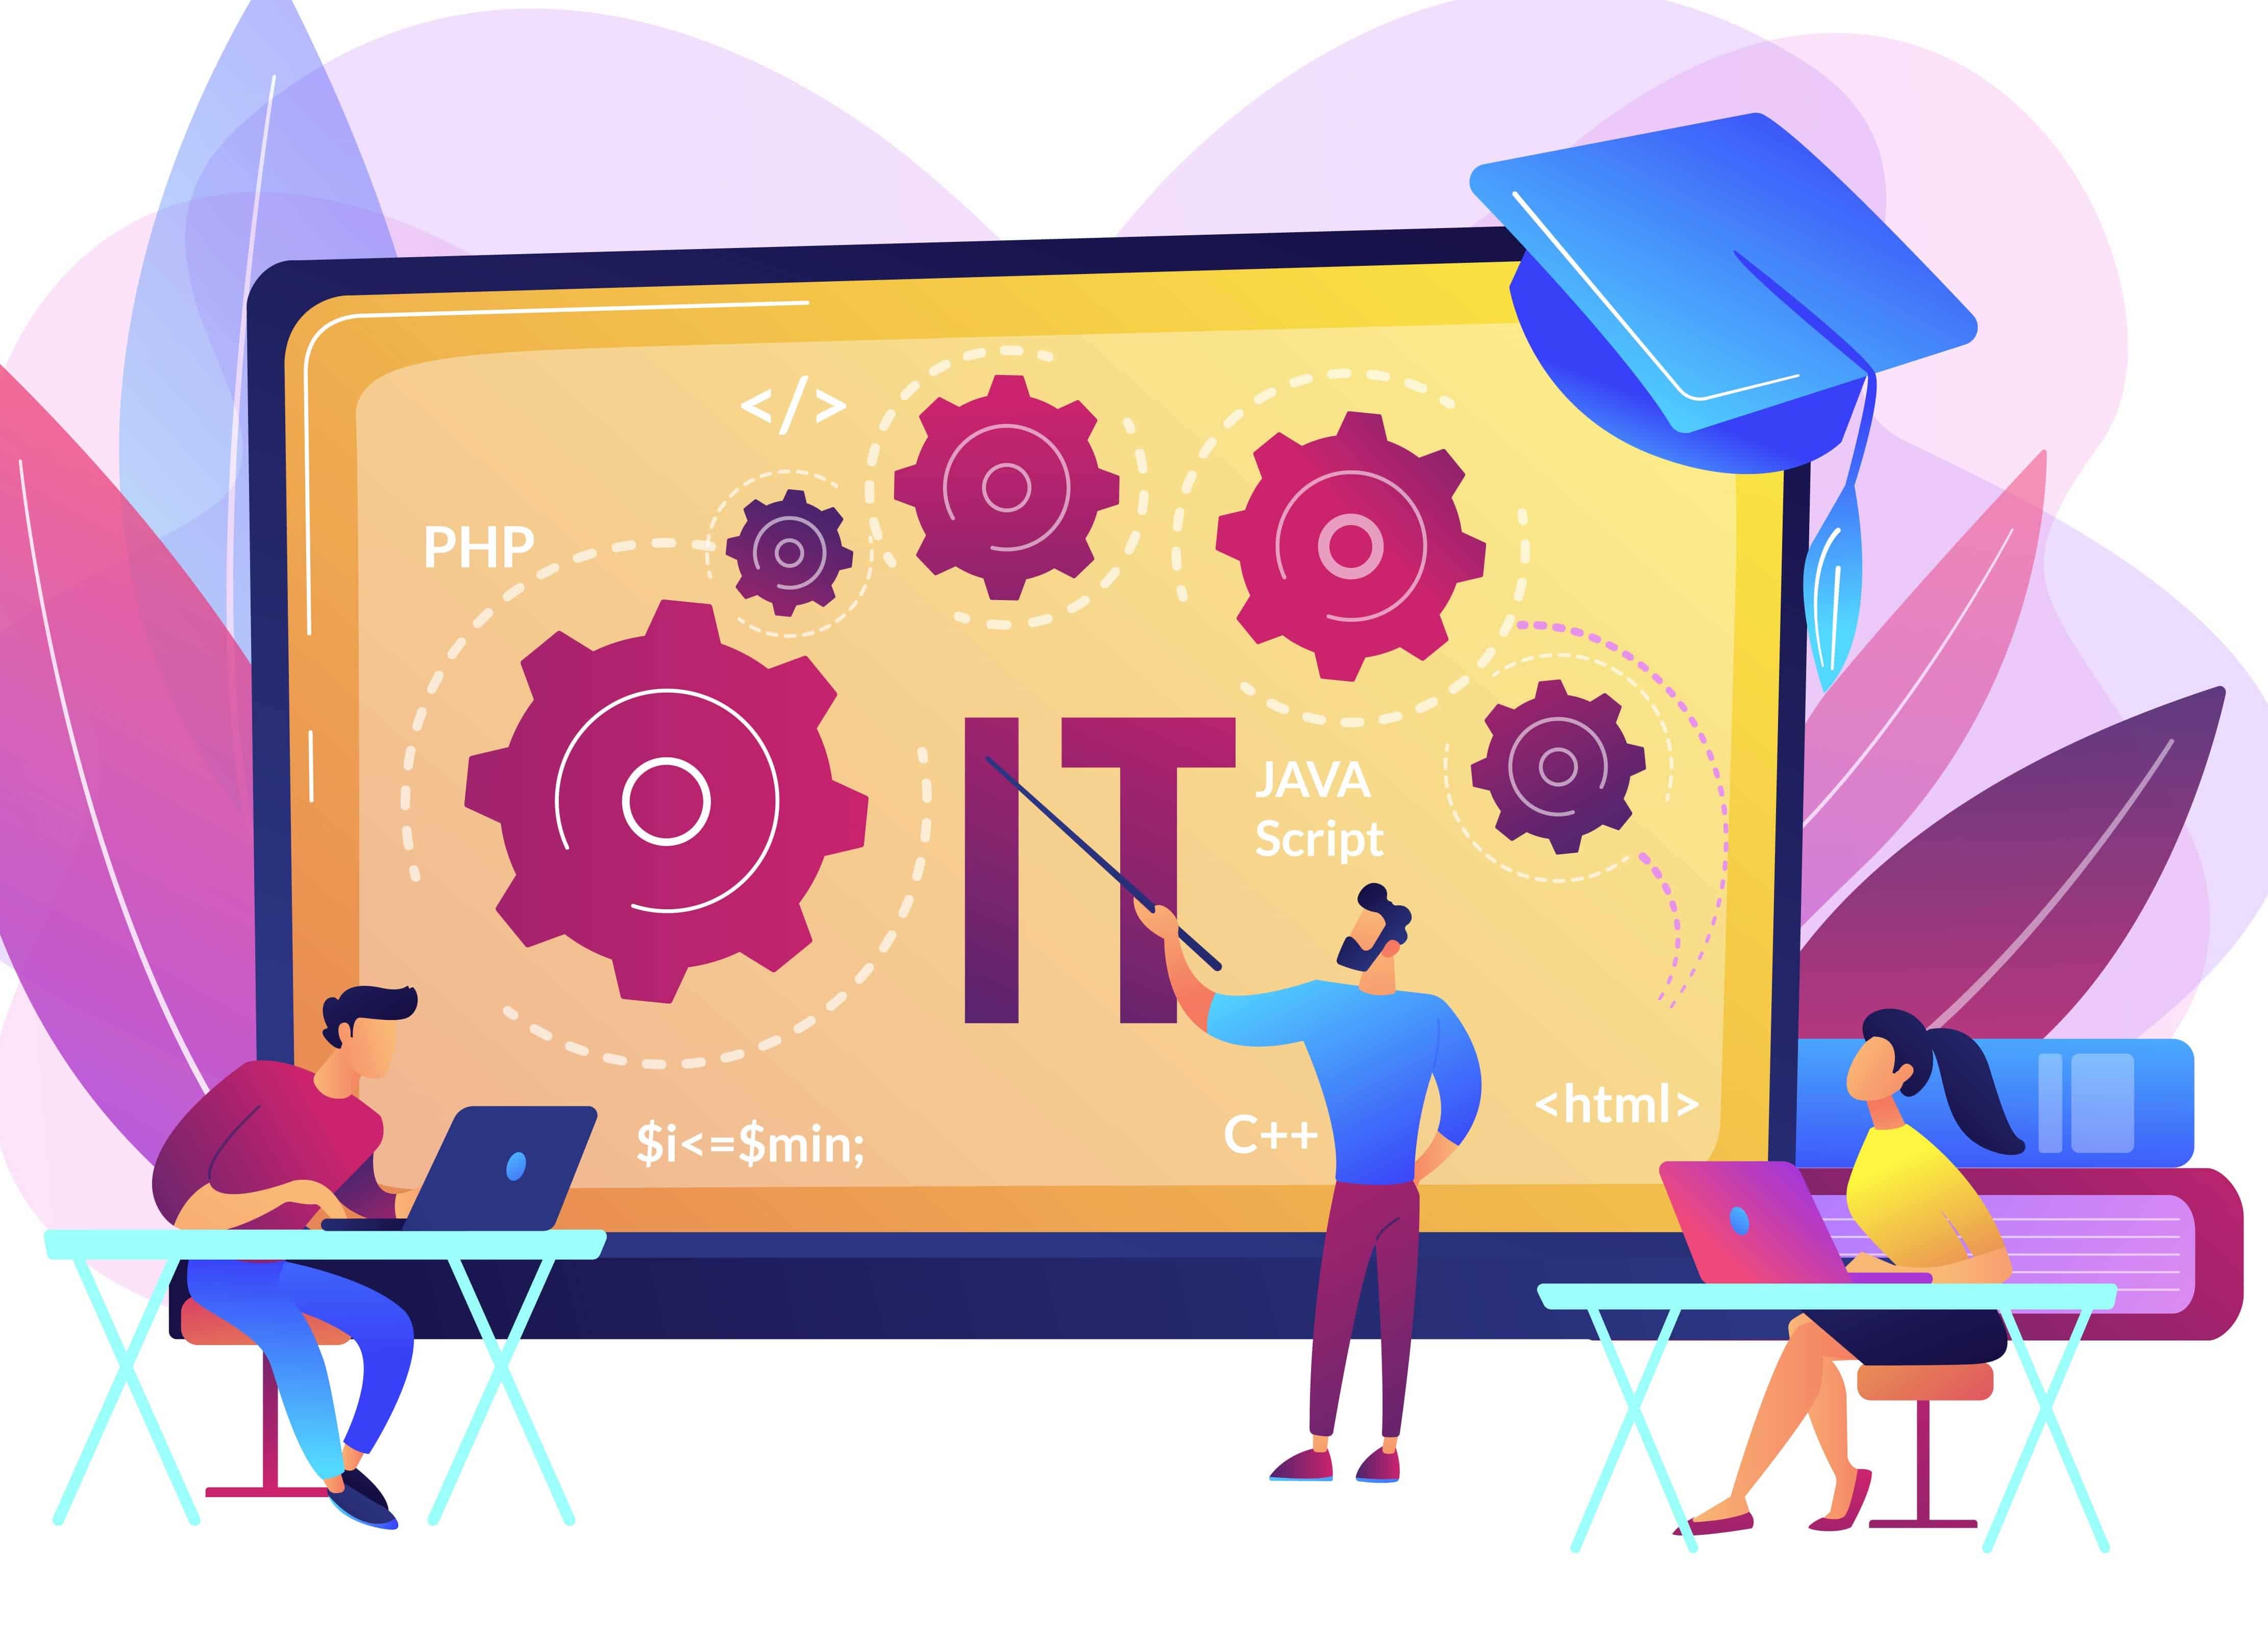 </>
PHP
IT
JAVA
Script
$i<=$min;
C++
<html>